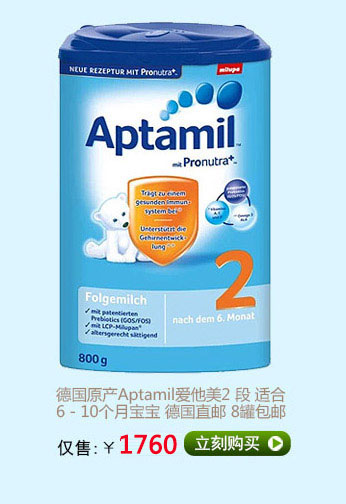 NEUE REZEPTUR MIT Pronutra+
milupa
Aptamil
mit Pronutra+
Trägt zu einem
gesunden Immun-
system bei
Unterstützt die
Gehirnentwick-
lung
2
Folgemilch
nach dem 6. Monat
✓ mit patentierten
Prebiotics (GOS/FOS)
✓ mit LCP-Milupan®
✓ altersgerecht sättigend
800 g
德国原产Aptamil爱他美2 段 适合
6 - 10个月宝宝 德国直邮 8罐包邮
仅售:￥1760 立刻购买